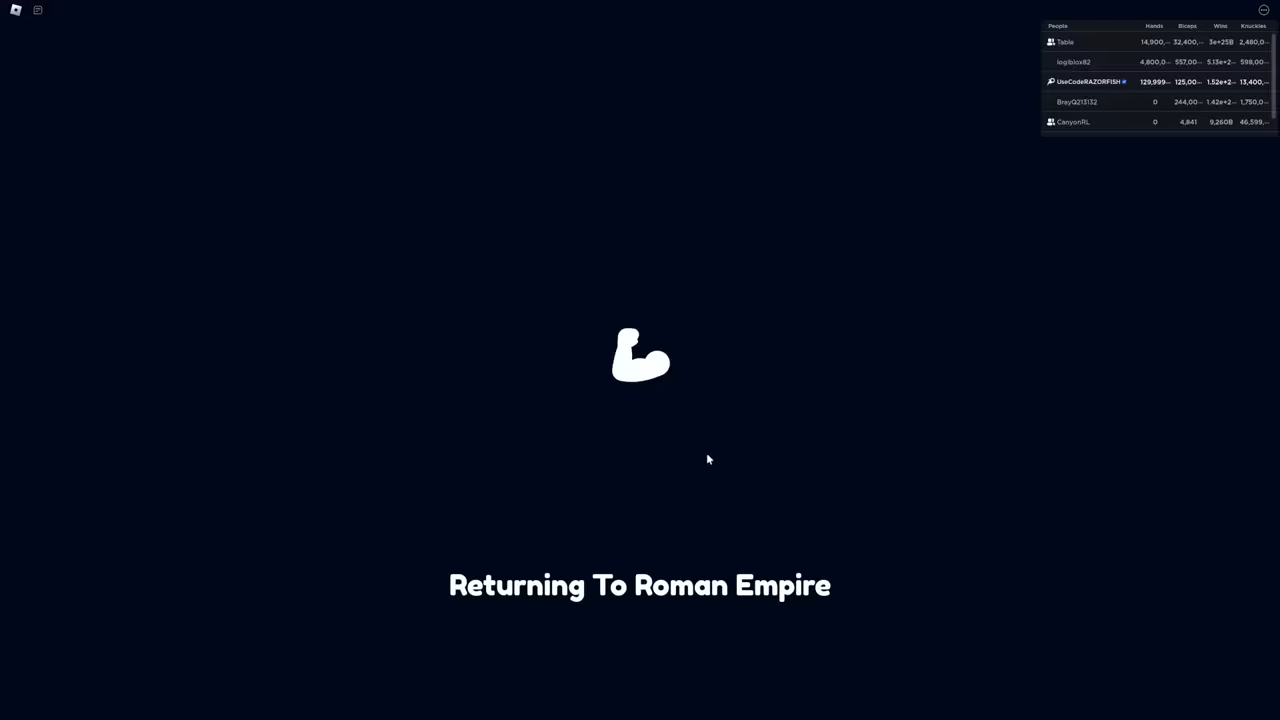 People Hands Biceps Wins Knuckles
Table 14,900,... 32,400,... 3e+25B 2,480,0...
logiblox82 4,800,0... 557,00... 5.13e+2... 598,00...
UseCodeRAZORFISH 129,999... 125,00... 1.52e+2... 13,400,...
BrayQ213132 0 244,00... 1.42e+2... 1,750,0...
CanyonRL 0 4,841 9,260B 46,599,...
Returning To Roman Empire